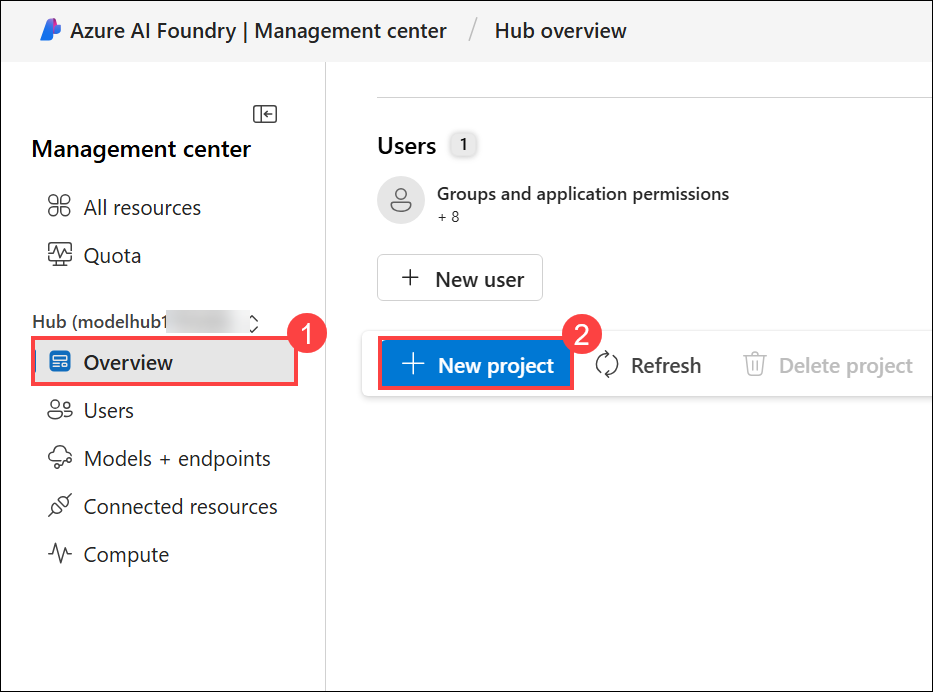 Azure AI Foundry | Management center / Hub overview
Management center
All resources
Quota
Hub (modelhub1
1
Overview
Users
Models + endpoints
Connected resources
Compute
Users 1
Groups and application permissions
+ 8
+ New user
2
+ New project Refresh Delete project